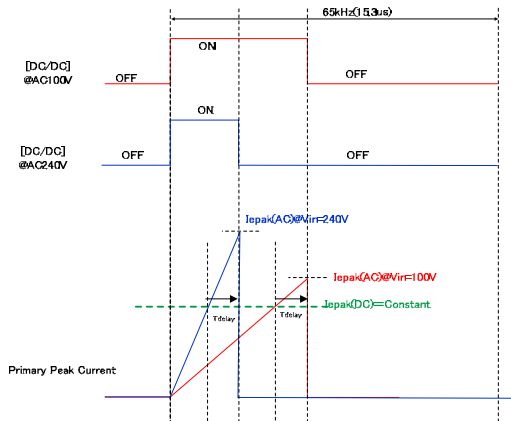 65kHz(15.3us)
[DC/DC]
@AC100V
OFF
ON
OFF
[DC/DC]
@AC240V
OFF
ON
OFF
Iepak(AC)@Vin=240V
Iepak(AC)@Vin=100V
Iepak(DC)=Constant
Tdelay
Tdelay
Primary Peak Current